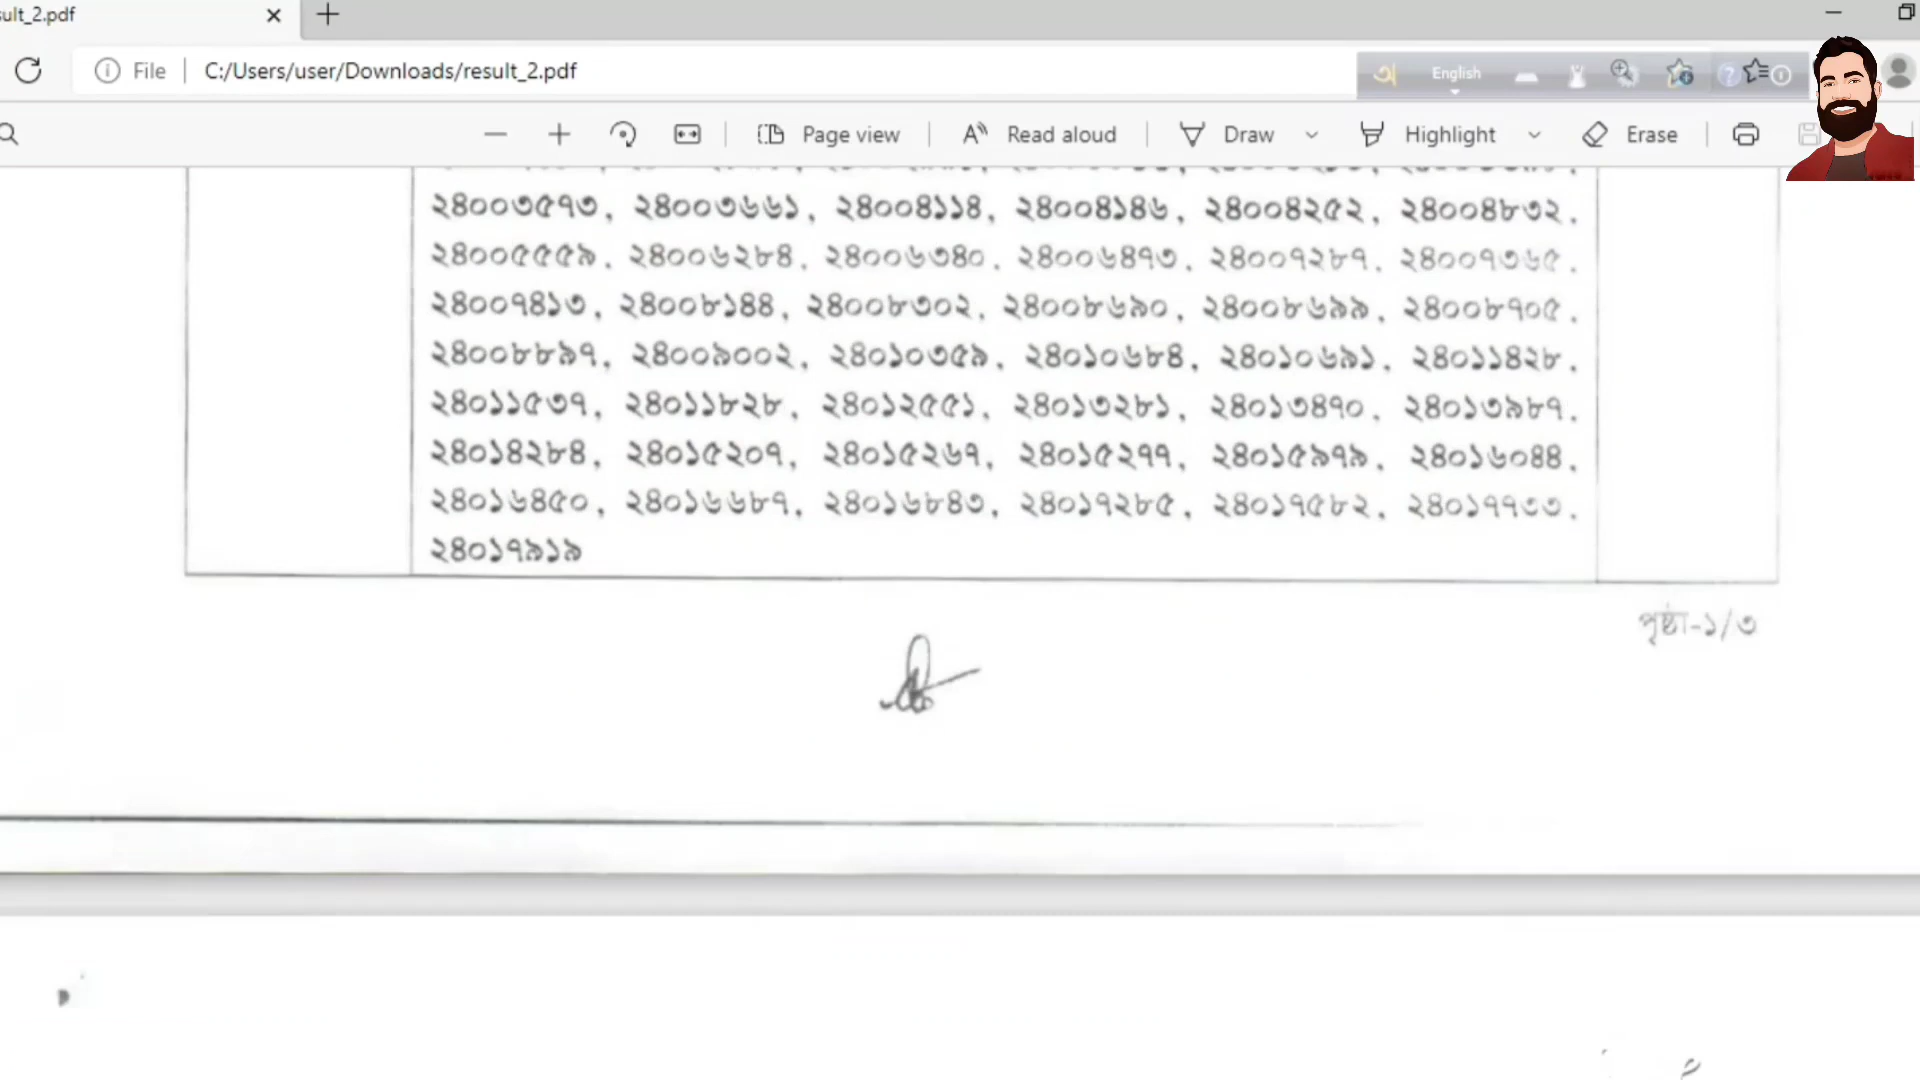 ult_2.pdf
File
C:/Users/user/Downloads/result_2.pdf
English
Page view
Read aloud
Draw
Highlight
Erase
২৪০০৩৫৭৩, ২৪০০৩৬৬১, ২৪০০৪১১৪, ২৪০০৪১৪৬, ২৪০০৪২৫২, ২৪০০৪৮৩২,
২৪০০৫৫৫৯, ২৪০০৬২৮৪, ২৪০০৬৩৪০, ২৪০০৬৪৭৩, ২৪০০৭২৮৭, ২৪০০৭৩৬৫,
২৪০০৭৪১৩, ২৪০০৮১৪৪, ২৪০০৮৩০২, ২৪০০৮৬৯০, ২৪০০৮৬৯৯, ২৪০০৮৭০৫,
২৪০০৮৮৯৭, ২৪০০৯০০২, ২৪০১০৩৫৯, ২৪০১০৬৮৪, ২৪০১০৬৯১, ২৪০১১৪২৮,
২৪০১১৫৩৭, ২৪০১১৮২৮, ২৪০১২৫৫১, ২৪০১৩২৮১, ২৪০১৩৪৭০, ২৪০১৩৯৮৭,
২৪০১৪২৮৪, ২৪০১৫২০৭, ২৪০১৫২৬৭, ২৪০১৫২৭৭, ২৪০১৫৯৭৯, ২৪০১৬০৪৪,
২৪০১৬৪৫০, ২৪০১৬৬৮৭, ২৪০১৬৮৪৩, ২৪০১৭২৮৫, ২৪০১৭৫৮২, ২৪০১৭৭৩৩,
২৪০১৭৯১৯
পৃষ্ঠা-১/৩